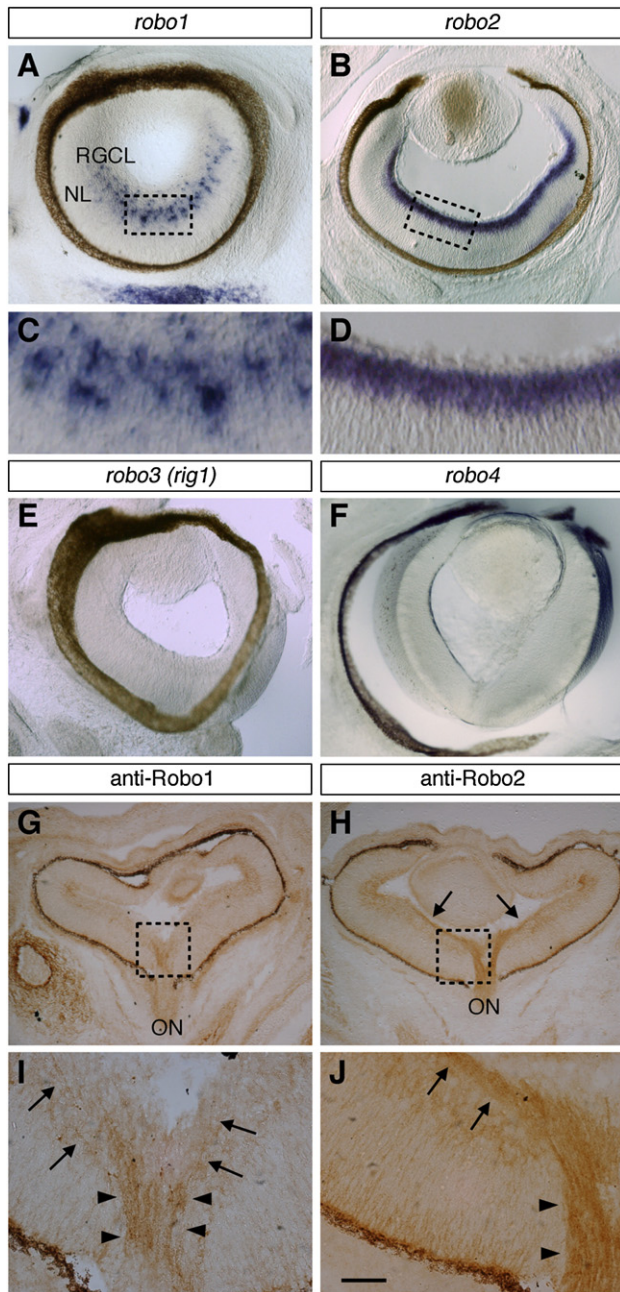 robo1
robo2
A
B
RGCL
NL
C
D
robo3 (rig1)
robo4
E
F
anti-Robo1
anti-Robo2
G
H
ON
ON
I
J